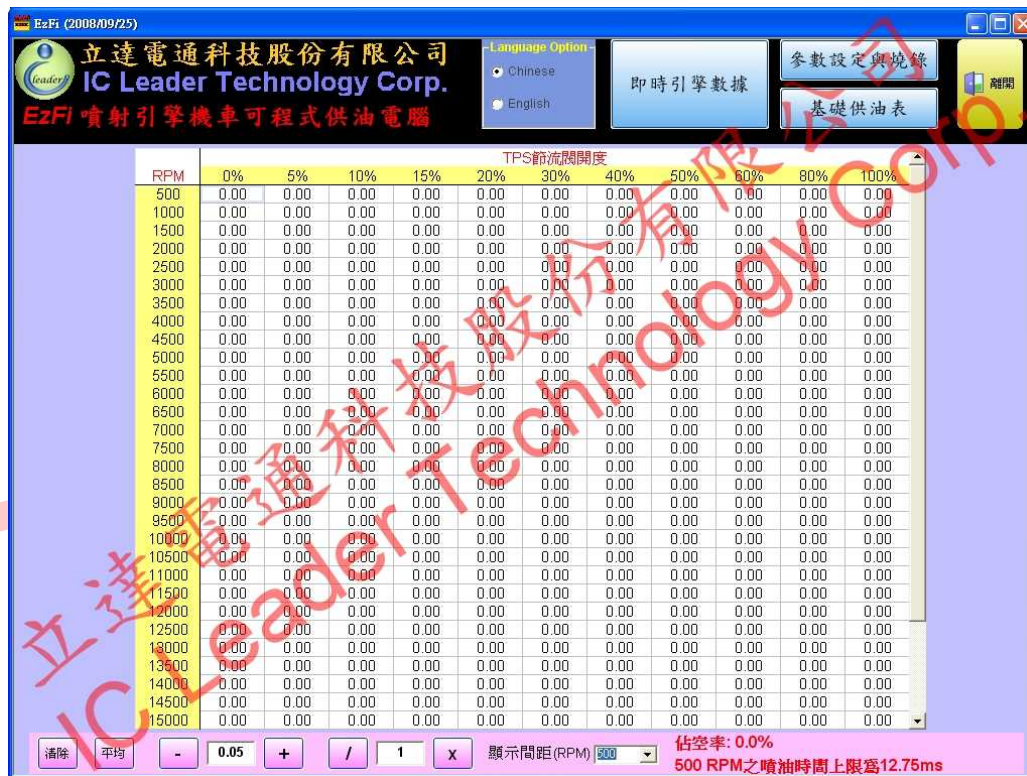 EzFi (2008/09/25)
立達電通科技股份有限公司
IC Leader Technology Corp.
EzFi 噴射引擎機車可程式供油電腦
Cleader
Language Option
Chinese
English
即時引擎數據
參數設定與燒錄
基礎供油表
離開
TPS節流閥開度
RPM 0% 5% 10% 15% 20% 30% 40% 50% 60% 80% 100%
500 0.00 0.00 0.00 0.00 0.00 0.00 0.00 0.00 0.00 0.00 0.00
1000 0.00 0.00 0.00 0.00 0.00 0.00 0.00 0.00 0.00 0.00 0.00
1500 0.00 0.00 0.00 0.00 0.00 0.00 0.00 0.00 0.00 0.00 0.00
2000 0.00 0.00 0.00 0.00 0.00 0.00 0.00 0.00 0.00 0.00 0.00
2500 0.00 0.00 0.00 0.00 0.00 0.00 0.00 0.00 0.00 0.00 0.00
3000 0.00 0.00 0.00 0.00 0.00 0.00 0.00 0.00 0.00 0.00 0.00
3500 0.00 0.00 0.00 0.00 0.00 0.00 0.00 0.00 0.00 0.00 0.00
4000 0.00 0.00 0.00 0.00 0.00 0.00 0.00 0.00 0.00 0.00 0.00
4500 0.00 0.00 0.00 0.00 0.00 0.00 0.00 0.00 0.00 0.00 0.00
5000 0.00 0.00 0.00 0.00 0.00 0.00 0.00 0.00 0.00 0.00 0.00
5500 0.00 0.00 0.00 0.00 0.00 0.00 0.00 0.00 0.00 0.00 0.00
6000 0.00 0.00 0.00 0.00 0.00 0.00 0.00 0.00 0.00 0.00 0.00
6500 0.00 0.00 0.00 0.00 0.00 0.00 0.00 0.00 0.00 0.00 0.00
7000 0.00 0.00 0.00 0.00 0.00 0.00 0.00 0.00 0.00 0.00 0.00
7500 0.00 0.00 0.00 0.00 0.00 0.00 0.00 0.00 0.00 0.00 0.00
8000 0.00 0.00 0.00 0.00 0.00 0.00 0.00 0.00 0.00 0.00 0.00
8500 0.00 0.00 0.00 0.00 0.00 0.00 0.00 0.00 0.00 0.00 0.00
9000 0.00 0.00 0.00 0.00 0.00 0.00 0.00 0.00 0.00 0.00 0.00
9500 0.00 0.00 0.00 0.00 0.00 0.00 0.00 0.00 0.00 0.00 0.00
10000 0.00 0.00 0.00 0.00 0.00 0.00 0.00 0.00 0.00 0.00 0.00
10500 0.00 0.00 0.00 0.00 0.00 0.00 0.00 0.00 0.00 0.00 0.00
11000 0.00 0.00 0.00 0.00 0.00 0.00 0.00 0.00 0.00 0.00 0.00
11500 0.00 0.00 0.00 0.00 0.00 0.00 0.00 0.00 0.00 0.00 0.00
12000 0.00 0.00 0.00 0.00 0.00 0.00 0.00 0.00 0.00 0.00 0.00
12500 0.00 0.00 0.00 0.00 0.00 0.00 0.00 0.00 0.00 0.00 0.00
13000 0.00 0.00 0.00 0.00 0.00 0.00 0.00 0.00 0.00 0.00 0.00
13500 0.00 0.00 0.00 0.00 0.00 0.00 0.00 0.00 0.00 0.00 0.00
14000 0.00 0.00 0.00 0.00 0.00 0.00 0.00 0.00 0.00 0.00 0.00
14500 0.00 0.00 0.00 0.00 0.00 0.00 0.00 0.00 0.00 0.00 0.00
15000 0.00 0.00 0.00 0.00 0.00 0.00 0.00 0.00 0.00 0.00 0.00
清除 平均 - 0.05 + / 1 x 顯示間距(RPM) 500
佔空率: 0.0%
500 RPM之噴油時間上限為12.75ms
立達電通科技股份有限公司
IC Leader Technology Corp.